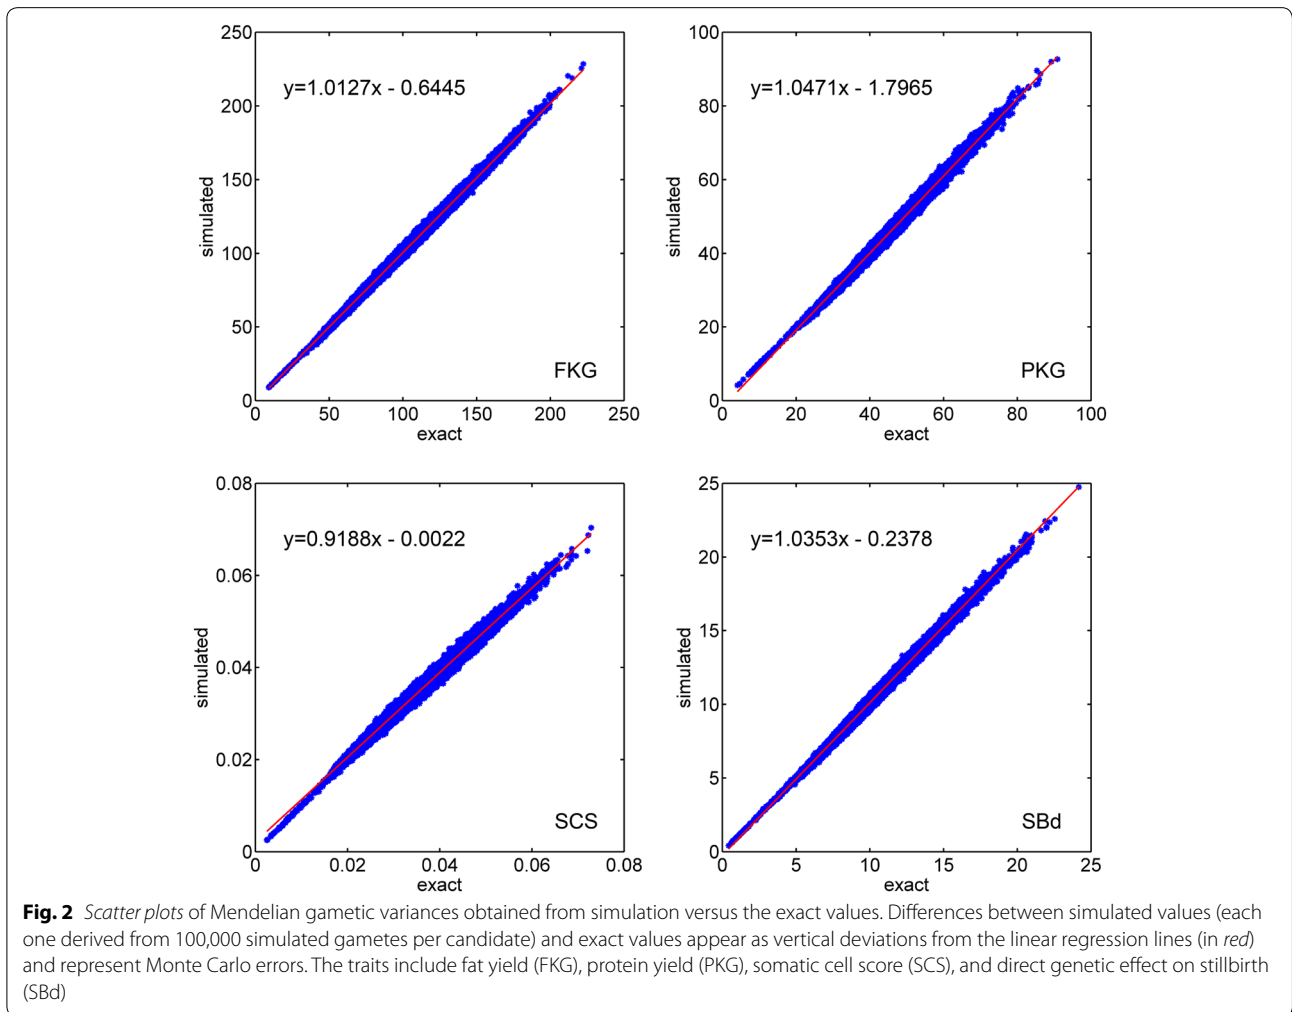 250
200
150
100
50
0
0 50 100 150 200 250
simulated
exact
y=1.0127x - 0.6445
FKG
100
80
60
40
20
0
0 20 40 60 80 100
simulated
exact
y=1.0471x - 1.7965
PKG
0.08
0.06
0.04
0.02
0
0 0.02 0.04 0.06 0.08
simulated
exact
y=0.9188x - 0.0022
SCS
25
20
15
10
5
0
0 5 10 15 20 25
simulated
exact
y=1.0353x - 0.2378
SBd
Fig. 2 Scatter plots of Mendelian gametic variances obtained from simulation versus the exact values. Differences between simulated values (each
one derived from 100,000 simulated gametes per candidate) and exact values appear as vertical deviations from the linear regression lines (in red)
and represent Monte Carlo errors. The traits include fat yield (FKG), protein yield (PKG), somatic cell score (SCS), and direct genetic effect on stillbirth
(SBd)